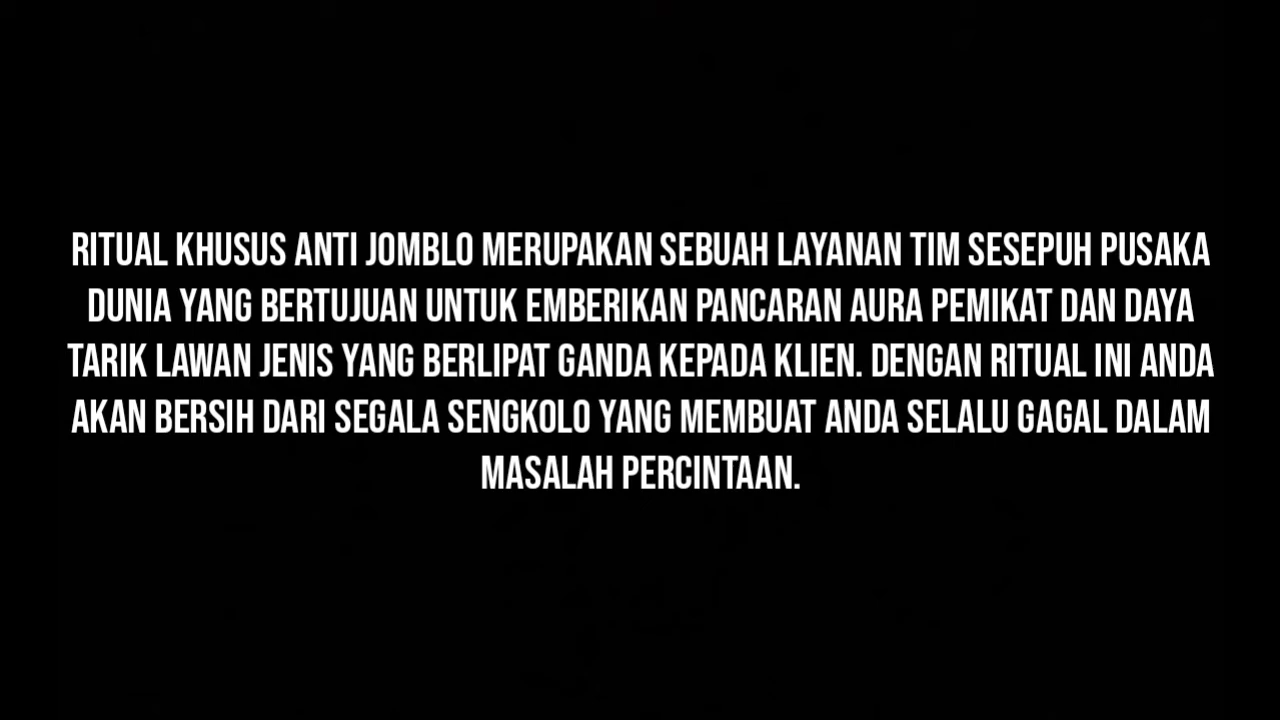 RITUAL KHUSUS ANTI JOMBLO MERUPAKAN SEBUAH LAYANAN TIM SESEPUH PUSAKA
DUNIA YANG BERTUJUAN UNTUK EMBERIKAN PANCARAN AURA PEMIKAT DAN DAYA
TARIK LAWAN JENIS YANG BERLIPAT GANDA KEPADA KLIEN. DENGAN RITUAL INI ANDA
AKAN BERSIH DARI SEGALA SENGKOLO YANG MEMBUAT ANDA SELALU GAGAL DALAM
MASALAH PERCINTAAN.